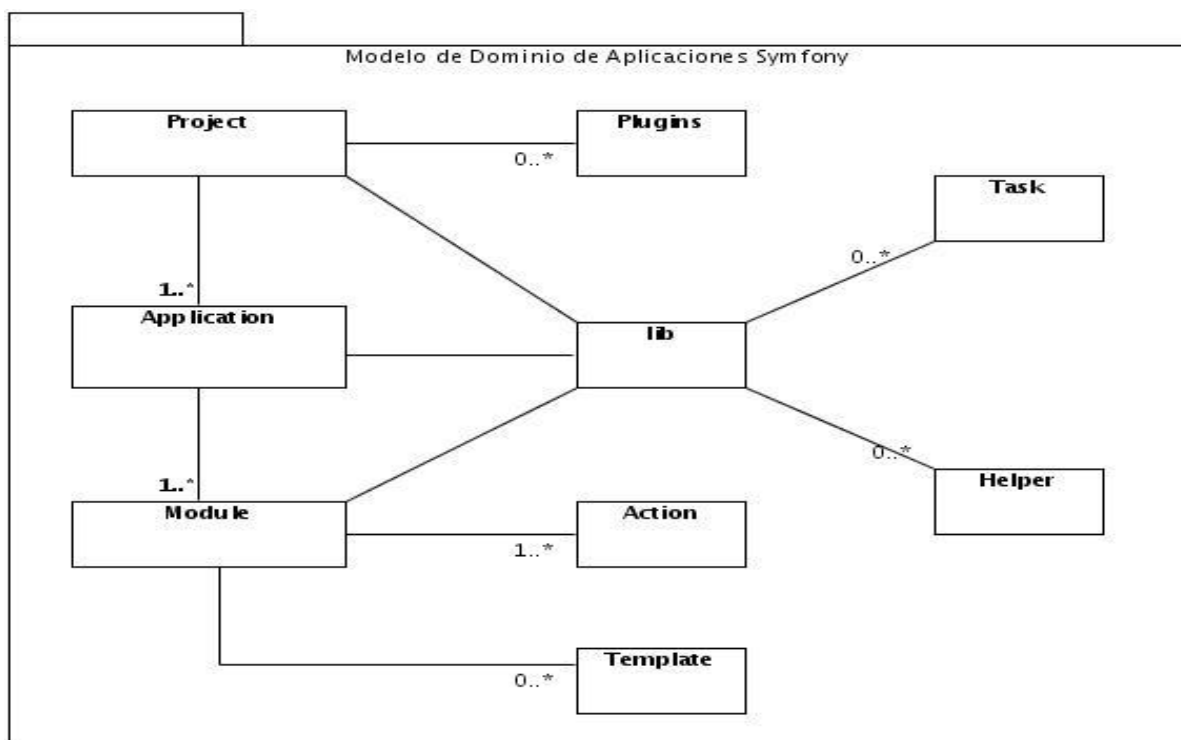 Modelo de Dominio de Aplicaciones Symfony
Project
Plugins
0..*
Task
0..*
1..*
Application
lib
1..*
Module
0..*
Helper
Action
1..*
Template
0..*